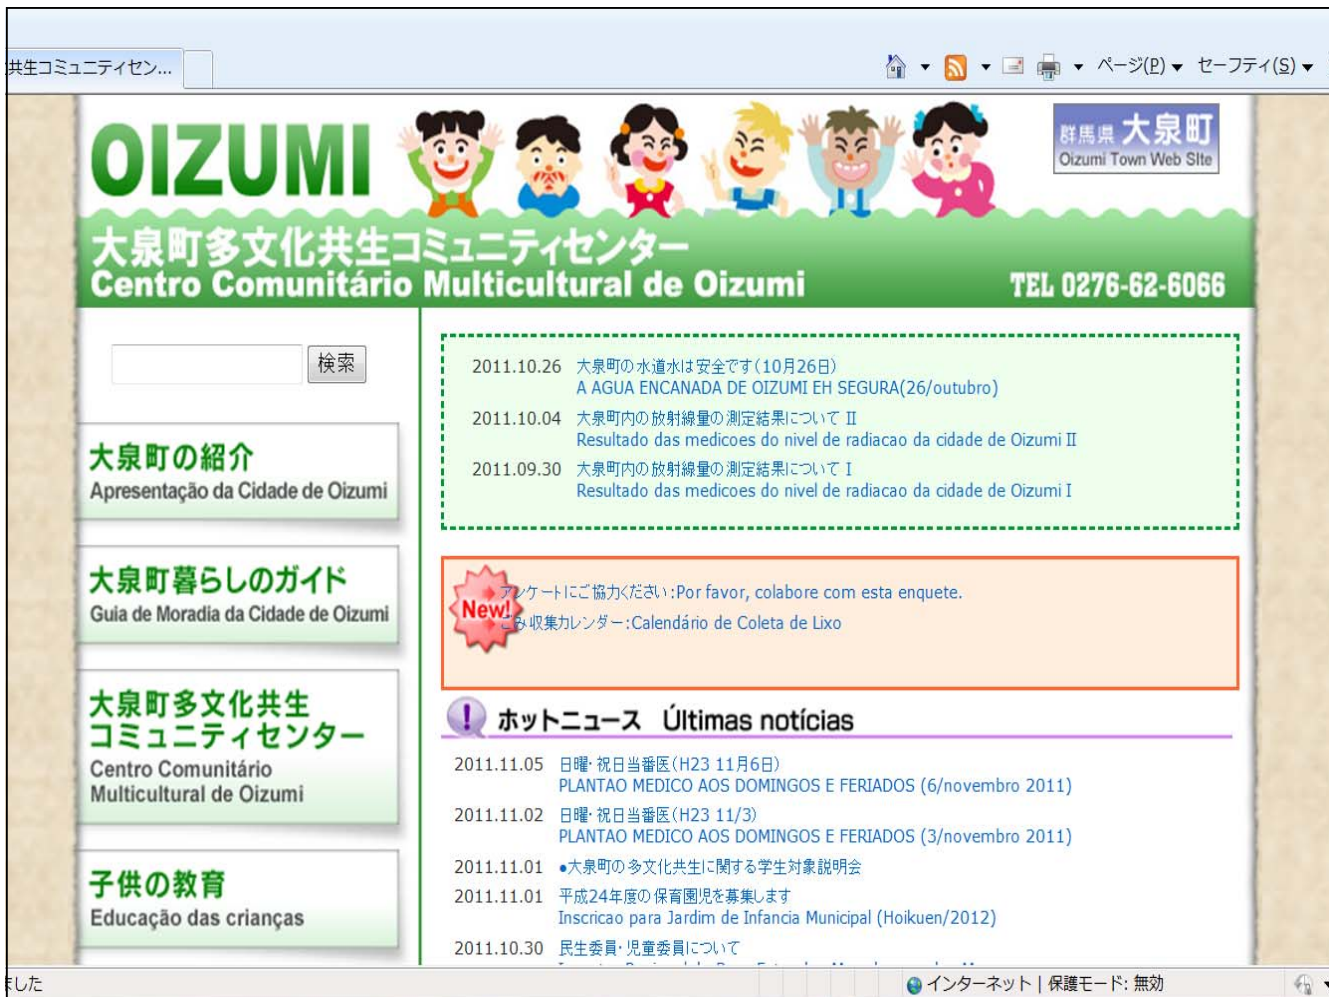 共生コミュニティセン...
ページ(P) セーフティ(S)
OIZUMI
群馬県 大泉町
Oizumi Town Web SIte
大泉町多文化共生コミュニティセンター
Centro Comunitário Multicultural de Oizumi
TEL 0276-62-6066
検索
大泉町の紹介
Apresentação da Cidade de Oizumi
大泉町暮らしのガイド
Guia de Moradia da Cidade de Oizumi
大泉町多文化共生
コミュニティセンター
Centro Comunitário
Multicultural de Oizumi
子供の教育
Educação das crianças
2011.10.26 大泉町の水道水は安全です(10月26日)
A AGUA ENCANADA DE OIZUMI EH SEGURA(26/outubro)
2011.10.04 大泉町内の放射線量の測定結果について II
Resultado das medicoes do nivel de radiacao da cidade de Oizumi II
2011.09.30 大泉町内の放射線量の測定結果について I
Resultado das medicoes do nivel de radiacao da cidade de Oizumi I
New!
アンケートにご協力ください:Por favor, colabore com esta enquete.
ごみ収集カレンダー:Calendário de Coleta de Lixo
ホットニュース Últimas notícias
2011.11.05 日曜・祝日当番医(H23 11月6日)
PLANTAO MEDICO AOS DOMINGOS E FERIADOS (6/novembro 2011)
2011.11.02 日曜・祝日当番医(H23 11/3)
PLANTAO MEDICO AOS DOMINGOS E FERIADOS (3/novembro 2011)
2011.11.01 ●大泉町の多文化共生に関する学生対象説明会
2011.11.01 平成24年度の保育園児を募集します
Inscricao para Jardim de Infancia Municipal (Hoikuen/2012)
2011.10.30 民生委員・児童委員について
ました
インターネット | 保護モード: 無効